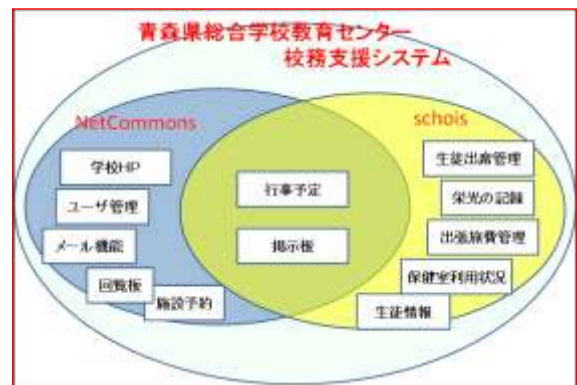 青森県総合学校教育センター
校務支援システム
NetCommons
schois
学校HP
ユーザ管理
メール機能
回覧板
施設予約
行事予定
掲示板
生徒出席管理
栄光の記録
出張旅費管理
保健室利用状況
生徒情報